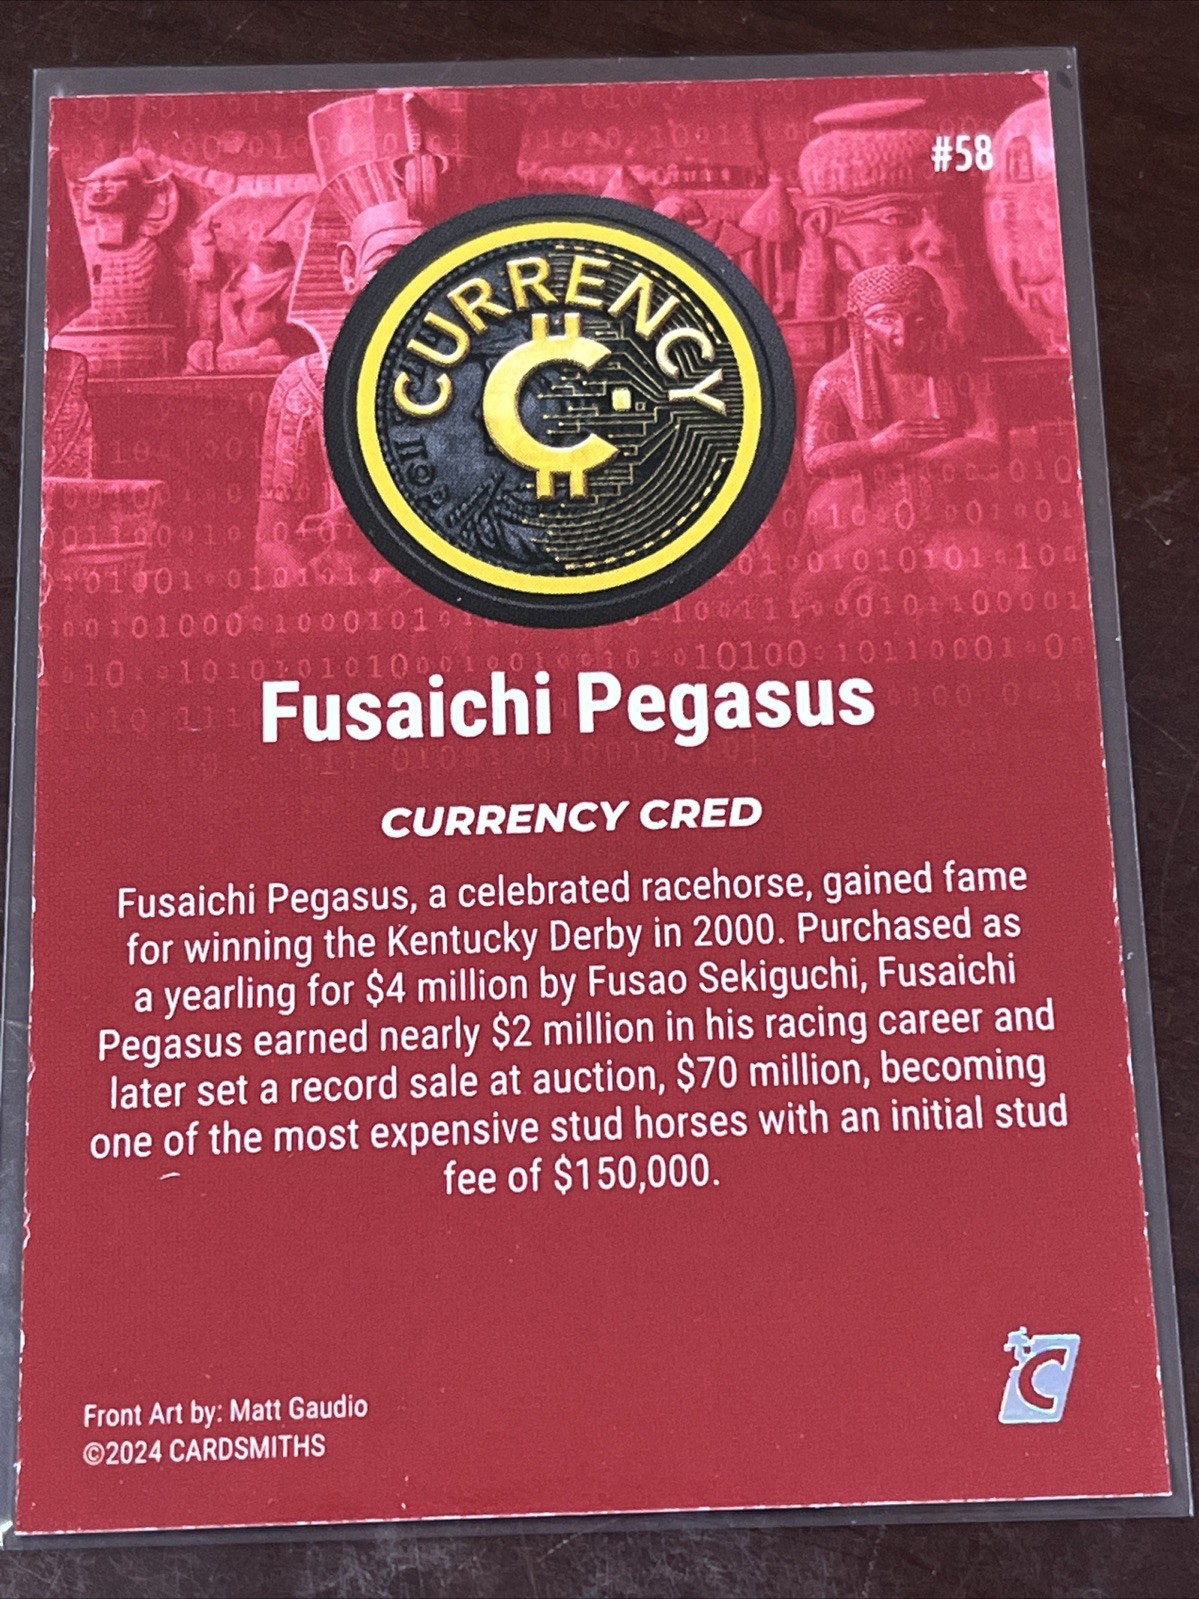 #58
CURRENCY
Fusaichi Pegasus
CURRENCY CRED
Fusaichi Pegasus, a celebrated racehorse, gained fame
for winning the Kentucky Derby in 2000. Purchased as
a yearling for $4 million by Fusao Sekiguchi, Fusaichi
Pegasus earned nearly $2 million in his racing career and
later set a record sale at auction, $70 million, becoming
one of the most expensive stud horses with an initial stud
fee of $150,000.
Front Art by: Matt Gaudio
©2024 CARDSMITHS